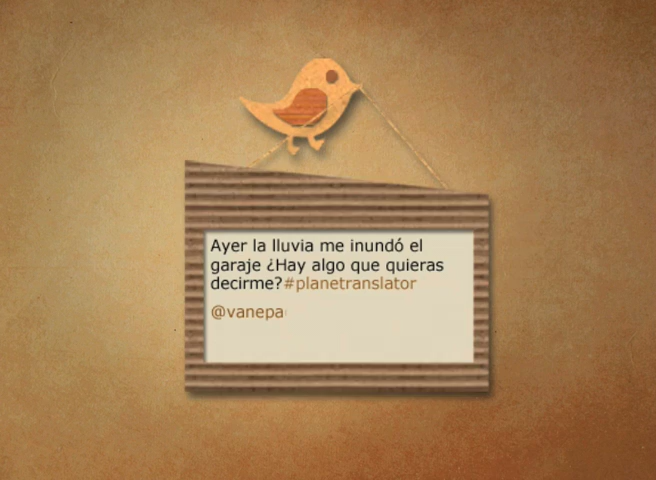 Ayer la lluvia me inundó el
garaje ¿Hay algo que quieras
decirme?#planetranslator
@vanepa